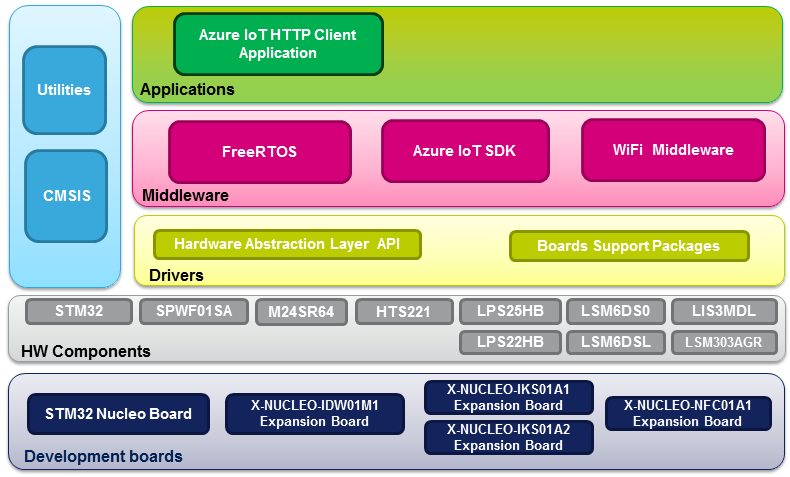 Utilities
CMSIS
Azure IoT HTTP Client
Application
Applications
FreeRTOS
Azure IoT SDK
WiFi Middleware
Middleware
Hardware Abstraction Layer API
Boards Support Packages
Drivers
STM32
SPWF01SA
M24SR64
HTS221
LPS25HB
LSM6DS0
LIS3MDL
LPS22HB
LSM6DSL
LSM303AGR
HW Components
STM32 Nucleo Board
X-NUCLEO-IDW01M1
Expansion Board
X-NUCLEO-IKS01A1
Expansion Board
X-NUCLEO-IKS01A2
Expansion Board
X-NUCLEO-NFC01A1
Expansion Board
Development boards